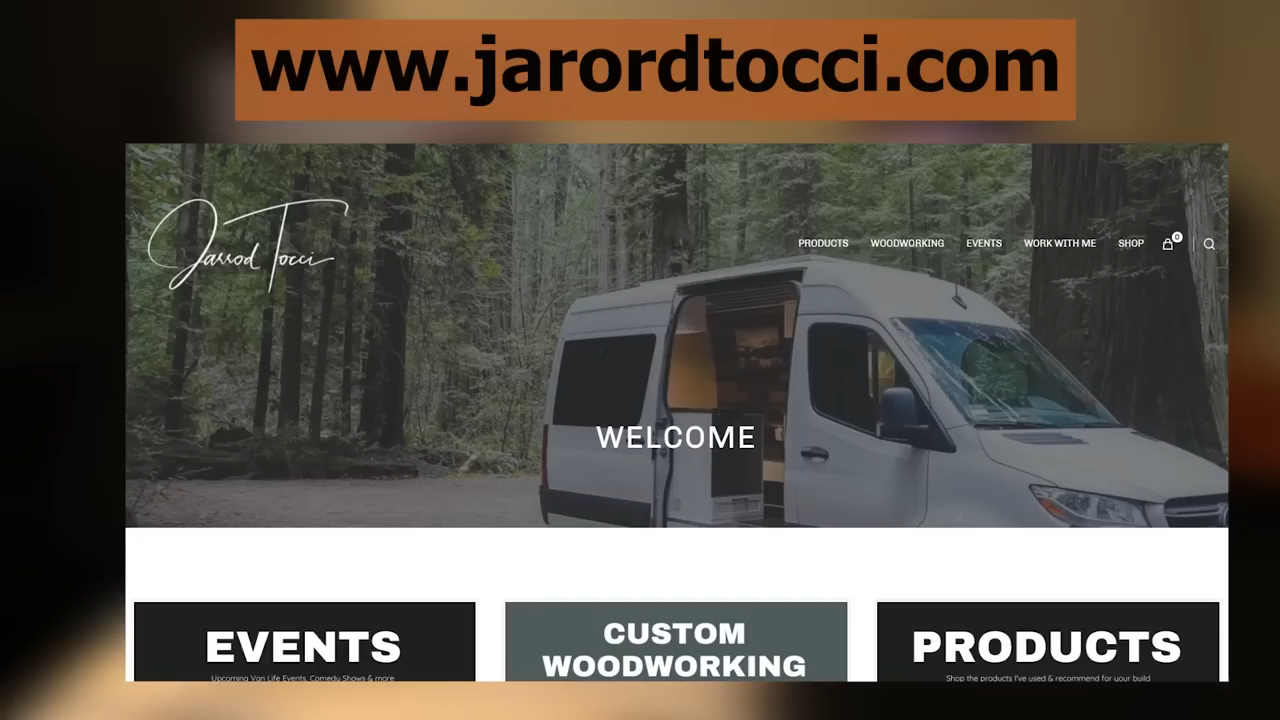 www.jarordtocci.com
Jarrod Tocci
PRODUCTS WOODWORKING EVENTS WORK WITH ME SHOP 0
WELCOME
EVENTS
Upcoming Van Life Events, Comedy Shows & more
CUSTOM
WOODWORKING
PRODUCTS
Shop the products I've used & recommend for your build